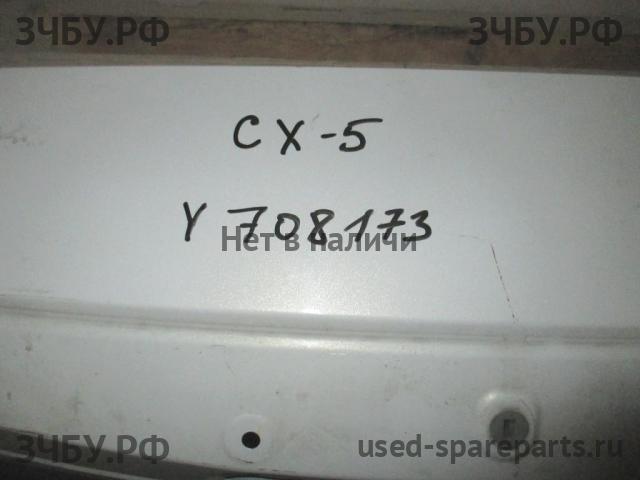 ЗЧБУ.РФ ЗЧБУ.РФ
CX-5
Y 708173
Нет в наличи
ЗЧБУ.РФ used-spareparts.ru